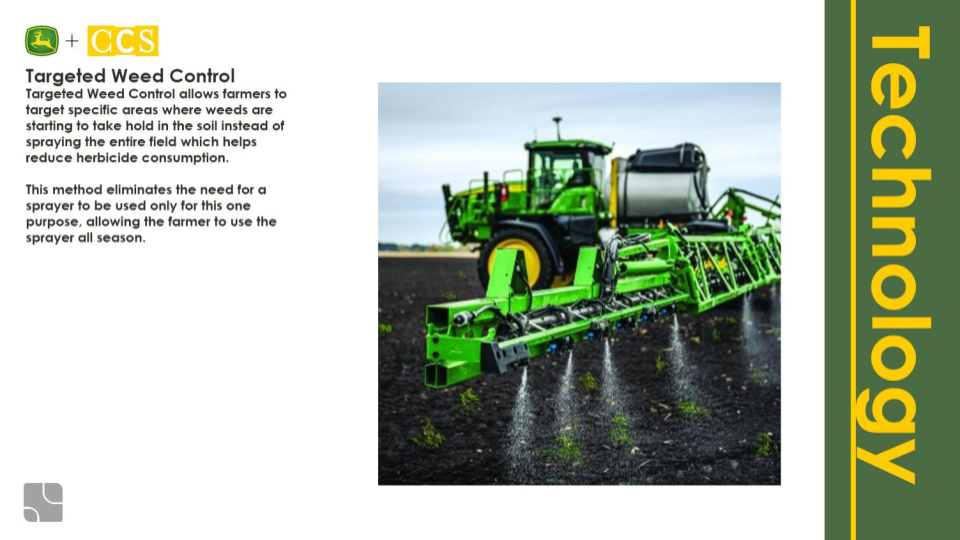 + CCS
Targeted Weed Control
Targeted Weed Control allows farmers to
target specific areas where weeds are
starting to take hold in the soil instead of
spraying the entire field which helps
reduce herbicide consumption.
This method eliminates the need for a
sprayer to be used only for this one
purpose, allowing the farmer to use the
sprayer all season.
Technology